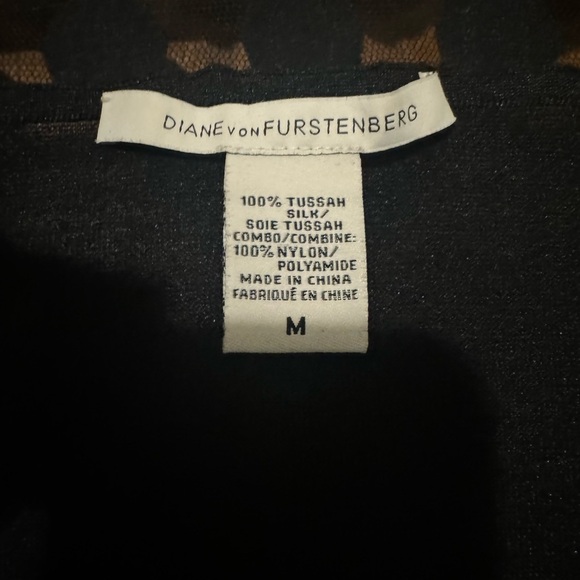 DIANE VON FURSTENBERG
100% TUSSAH
SILK/
SOIE TUSSAH
COMBO/COMBINE:
100% NYLON/
POLYAMIDE
MADE IN CHINA
FABRIQUÉ EN CHINE
M